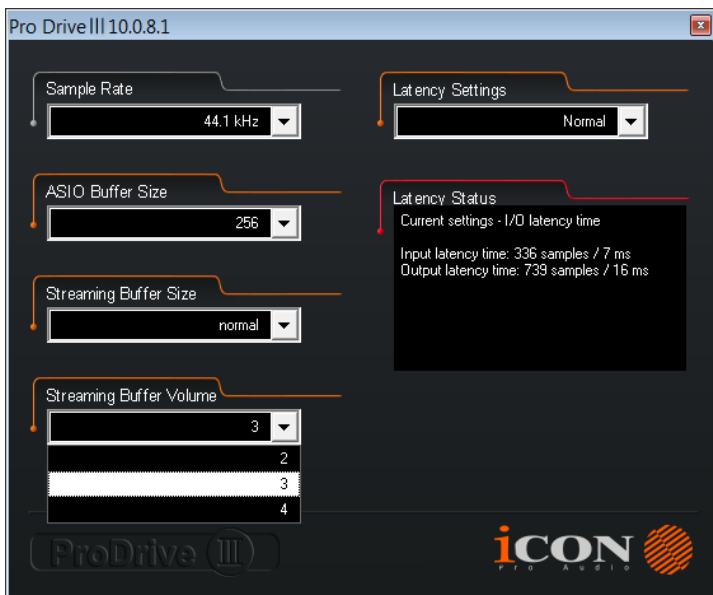 Pro Drive III 10.0.8.1
Sample Rate
44.1 kHz
ASIO Buffer Size
256
Streaming Buffer Size
normal
Streaming Buffer Volume
3
2
3
4
Latency Settings
Normal
Latency Status
Current settings - I/O latency time
Input latency time: 336 samples / 7 ms
Output latency time: 739 samples / 16 ms
ProDrive III
iCON
Pro Audio